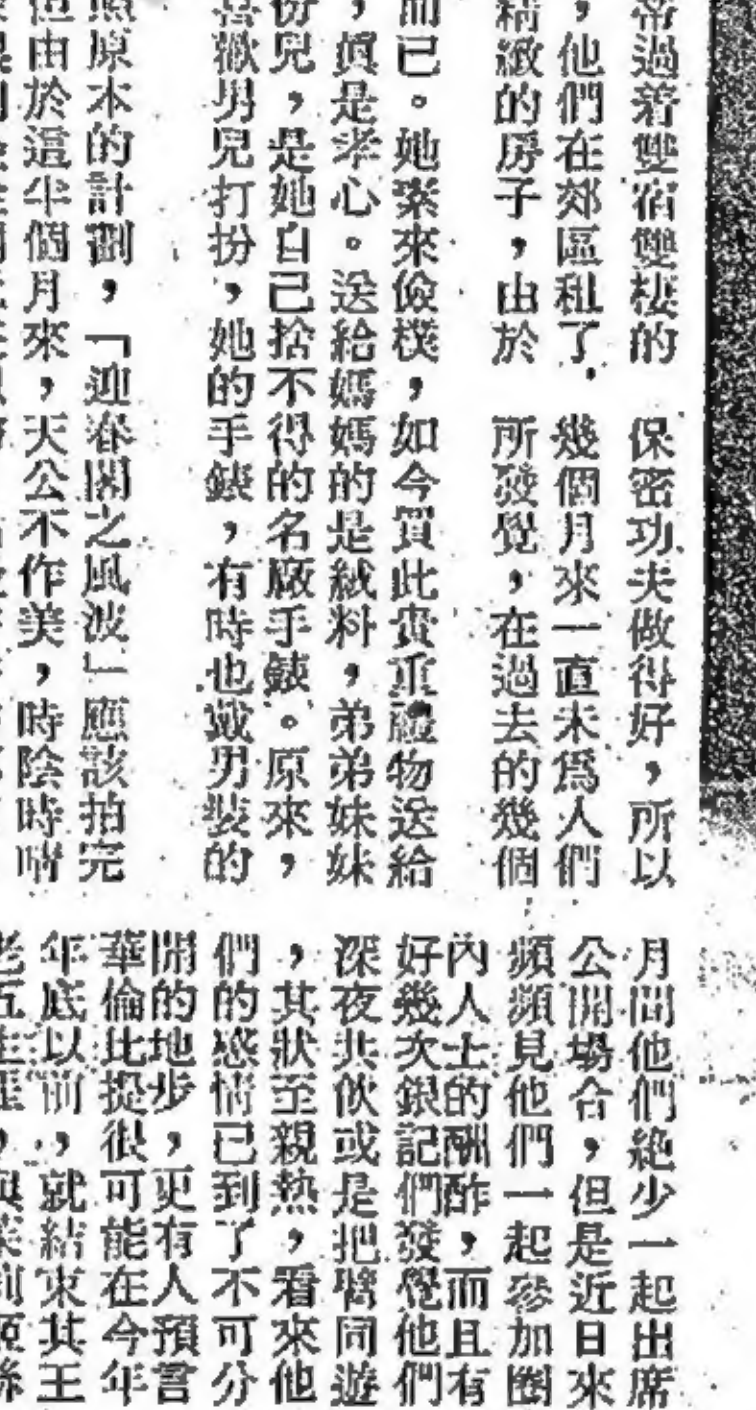 常過着雙宿雙棲的
，他們在郊區租了
精緻的房子，由於
保密功夫做得好，所以
幾個月來一直未爲人們
所發覺，在過去的幾個
月間他們絕少一起出席
公開場合，但是近日來
頻頻見他們一起參加圈
內人士的酬酢，而且有
好幾次銀記們發覺他們
深夜共飲或是把臂同遊
，其狀至親熱，看來他
們的感情已到了不可分
開的地步，更有人預言
華倫比提很可能在今年
年底以前，就結束其王
老五生涯，與
而已。她素來儉樸，如今買此貴重禮物送給
，眞是孝心。送給媽媽的是絨料，弟弟妹妹
份兒，是她自己捨不得的名廠手錶。原來，
喜歡男兒打扮，她的手錶，有時也戴男裝的
照原本的計劃，「迎春閣之風波」應該拍完
但由於這半個月來，天公不作美，時陰時晴